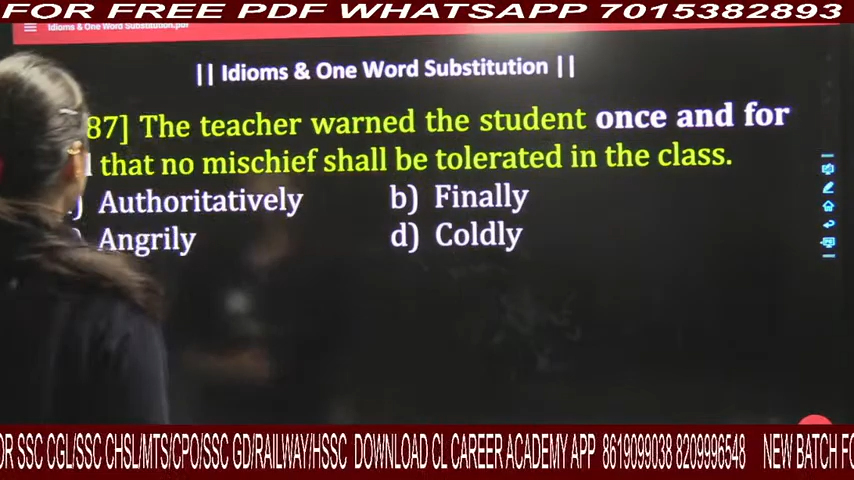 FOR FREE PDF WHATSAPP 7015382893
Idioms & One Word Substitution.pdf
|| Idioms & One Word Substitution ||
87] The teacher warned the student once and for
that no mischief shall be tolerated in the class.
Authoritatively b) Finally
Angrily d) Coldly
OR SSC CGL/SSC CHSL/MTS/CPO/SSC GD/RAILWAY/HSSC DOWNLOAD CL CAREER ACADEMY APP 8619099038 8209996548 NEW BATCH FO